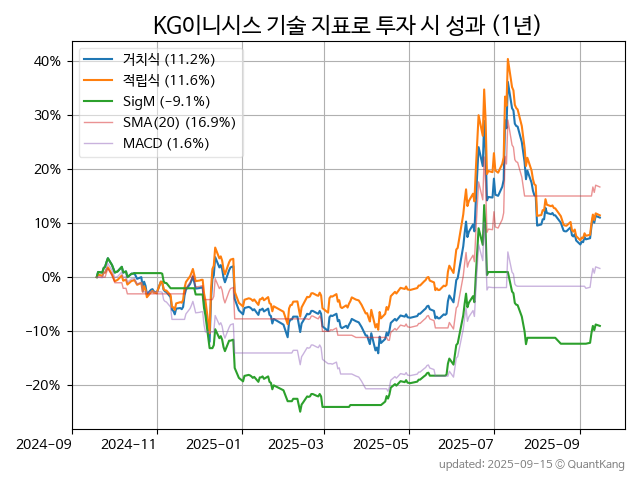 KG이니시스 기술 지표로 투자 시 성과 (1년)
거치식 (11.2%)
적립식 (11.6%)
SigM (−9.1%)
SMA(20) (16.9%)
MACD (1.6%)
40%
30%
20%
10%
0%
−10%
−20%
2024-09
2024-11
2025-01
2025-03
2025-05
2025-07
2025-09
updated: 2025-09-15 © QuantKang